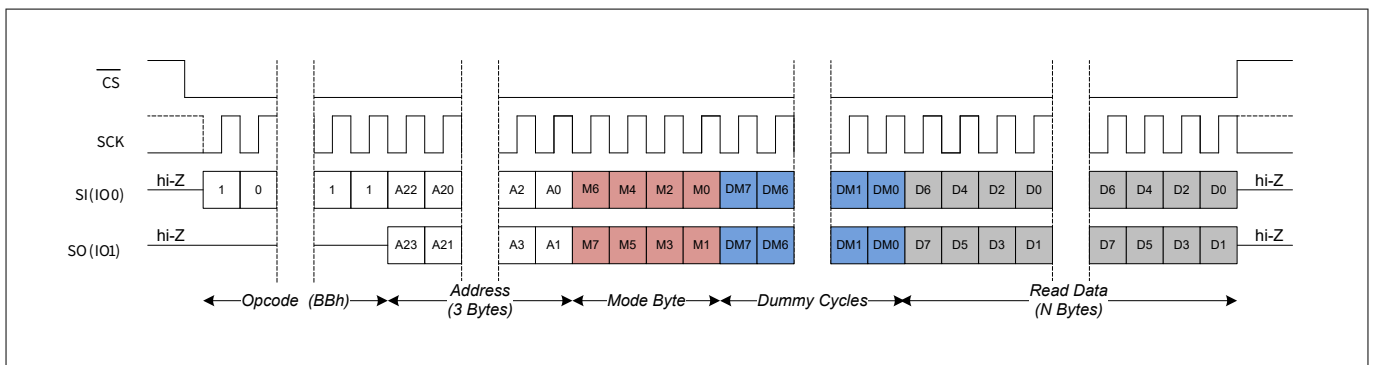 CS
SCK
hi-Z
SI(IO0) 1 0 1 1 A22 A20 A2 A0 M6 M4 M2 M0 DM7 DM6 DM1 DM0 D6 D4 D2 D0 D6 D4 D2 D0 hi-Z
hi-Z
SO(IO1) A23 A21 A3 A1 M7 M5 M3 M1 DM7 DM6 DM1 DM0 D7 D5 D3 D1 D7 D5 D3 D1 hi-Z
Opcode (BBh) Address Mode Byte Dummy Cycles Read Data
(3 Bytes) (N Bytes)